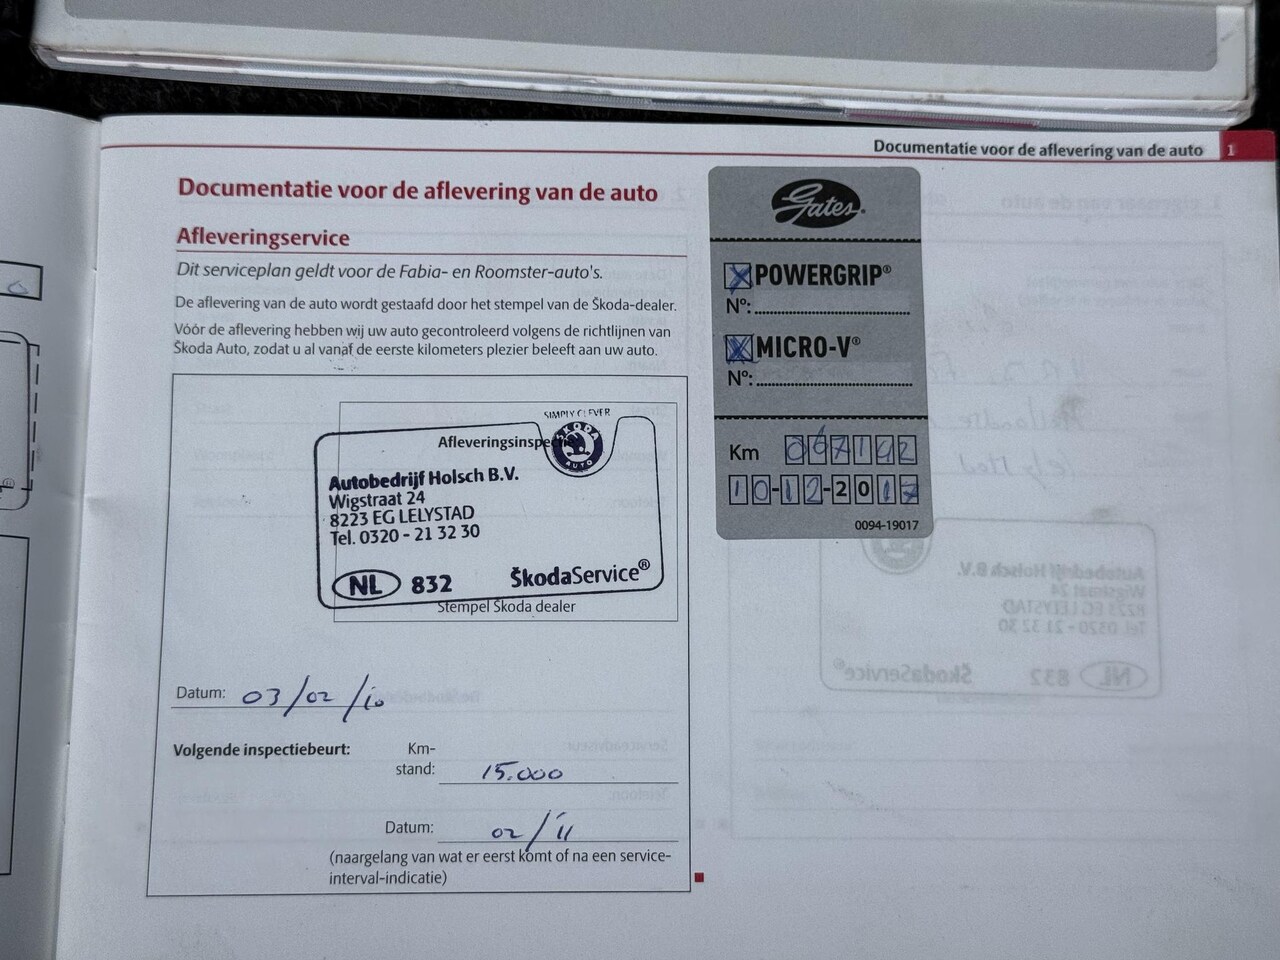 Documentatie voor de aflevering van de auto 1
Documentatie voor de aflevering van de auto
Afleveringservice
Dit serviceplan geldt voor de Fabia- en Roomster-auto's.
De aflevering van de auto wordt gestaafd door het stempel van de Škoda-dealer.
Vóór de aflevering hebben wij uw auto gecontroleerd volgens de richtlijnen van
Škoda Auto, zodat u al vanaf de eerste kilometers plezier beleeft aan uw auto.
SIMPLY CLEVER
ŠKODA
AUTO
Afleveringsinspectie
Autobedrijf Holsch B.V.
Wigstraat 24
8223 EG LELYSTAD
Tel. 0320 - 21 32 30
NL 832 ŠkodaService®
Stempel Škoda dealer
Datum: 03/02/10
Volgende inspectiebeurt: Km-
stand: 15.000
Datum: 02/11
(naargelang van wat er eerst komt of na een service-
interval-indicatie)
Gates®
POWERGRIP®
Nº:
MICRO-V®
Nº:
Km 067142
10-12-2017
0094-19017